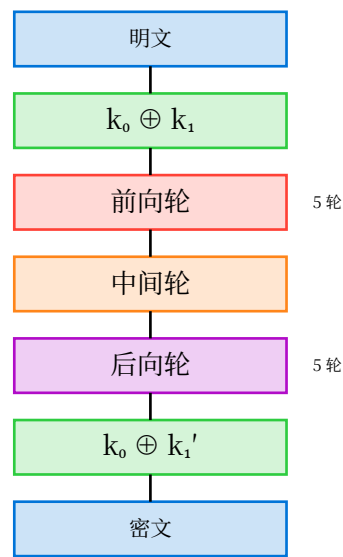 明文
k₀ ⊕ k₁
前向轮
5 轮
中间轮
后向轮
5 轮
k₀ ⊕ k₁′
密文